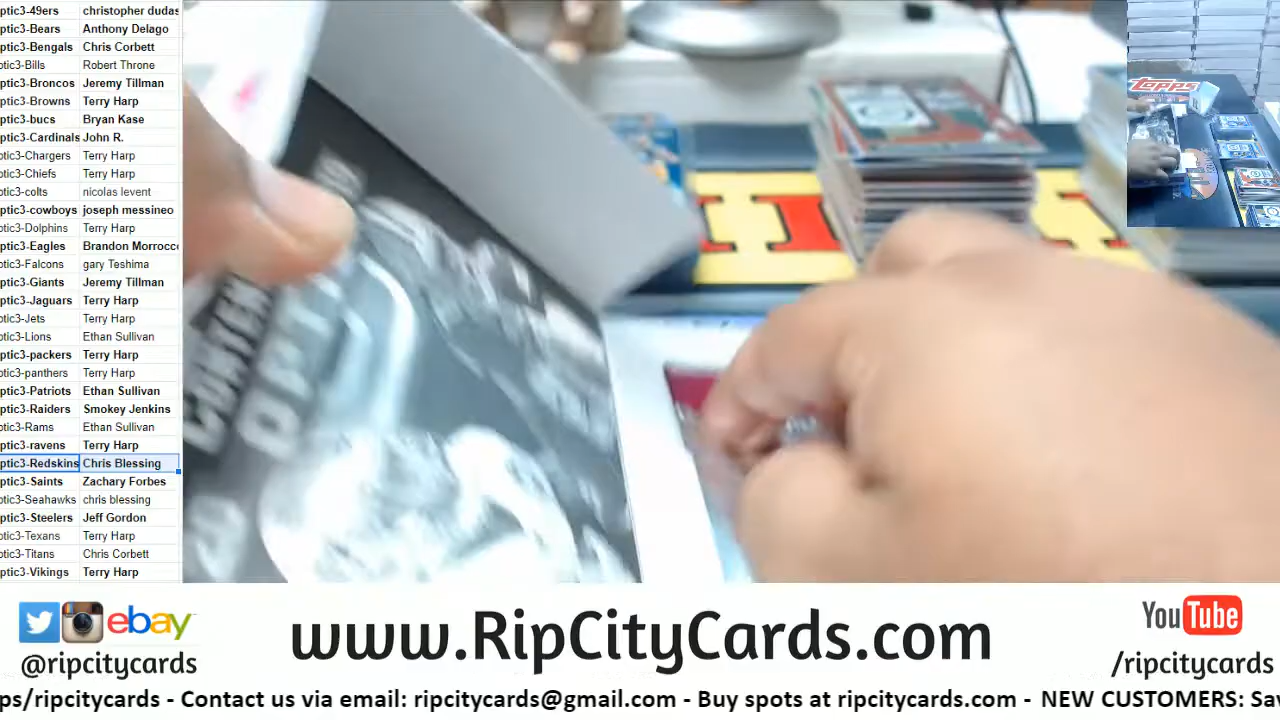 ptic3-49ers christopher dudas
ptic3-Bears Anthony Delago
ptic3-Bengals Chris Corbett
ptic3-Bills Robert Throne
ptic3-Broncos Jeremy Tillman
ptic3-Browns Terry Harp
ptic3-bucs Bryan Kase
ptic3-Cardinals John R.
ptic3-Chargers Terry Harp
ptic3-Chiefs Terry Harp
ptic3-colts nicolas levent
ptic3-cowboys joseph messineo
ptic3-Dolphins Terry Harp
ptic3-Eagles Brandon Morrocco
ptic3-Falcons gary Teshima
ptic3-Giants Jeremy Tillman
ptic3-Jaguars Terry Harp
ptic3-Jets Terry Harp
ptic3-Lions Ethan Sullivan
ptic3-packers Terry Harp
ptic3-panthers Terry Harp
ptic3-Patriots Ethan Sullivan
ptic3-Raiders Smokey Jenkins
ptic3-Rams Ethan Sullivan
ptic3-ravens Terry Harp
ptic3-Redskins Chris Blessing
ptic3-Saints Zachary Forbes
ptic3-Seahawks chris blessing
ptic3-Steelers Jeff Gordon
ptic3-Texans Terry Harp
ptic3-Titans Chris Corbett
ptic3-Vikings Terry Harp
Topps
ebay
@ripcitycards
www.RipCityCards.com
YouTube
/ripcitycards
ps/ripcitycards - Contact us via email: ripcitycards@gmail.com - Buy spots at ripcitycards.com - NEW CUSTOMERS: Sav